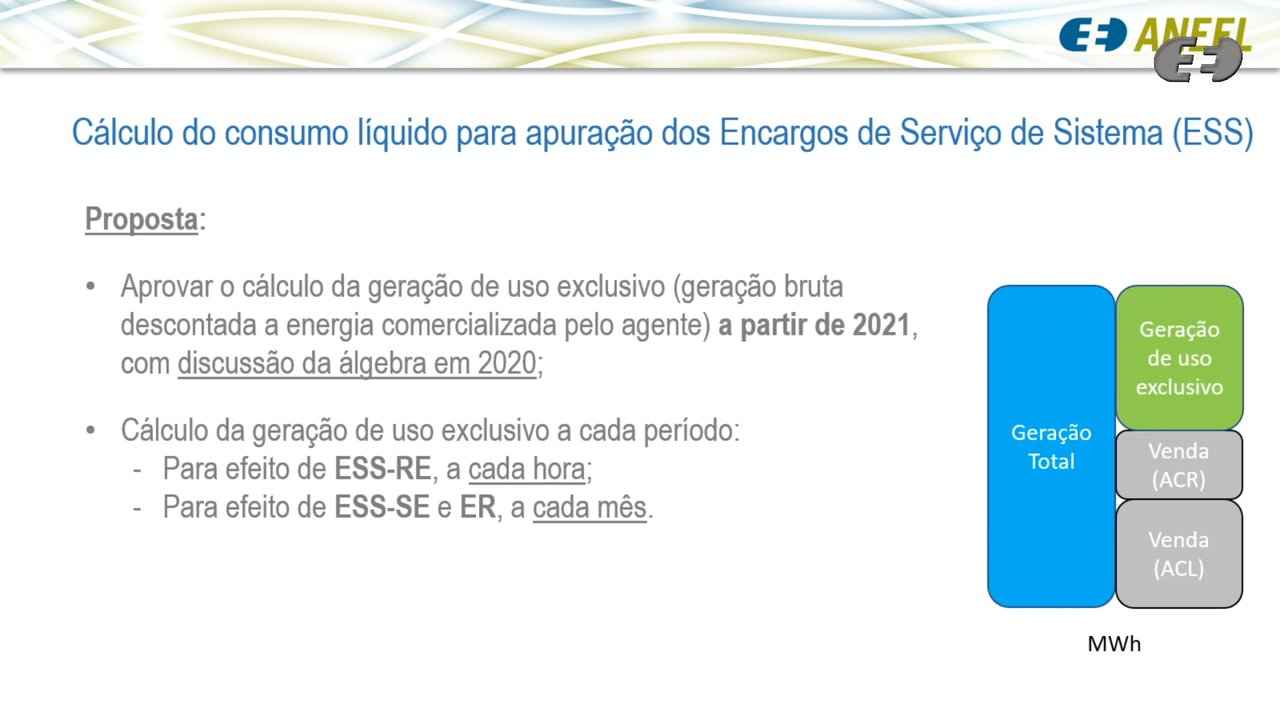 ANEEL
Cálculo do consumo líquido para apuração dos Encargos de Serviço de Sistema (ESS)
Proposta:
• Aprovar o cálculo da geração de uso exclusivo (geração bruta
descontada a energia comercializada pelo agente) a partir de 2021,
com discussão da álgebra em 2020;
• Cálculo da geração de uso exclusivo a cada período:
- Para efeito de ESS-RE, a cada hora;
- Para efeito de ESS-SE e ER, a cada mês.
Geração
Total
Geração
de uso
exclusivo
Venda
(ACR)
Venda
(ACL)
MWh